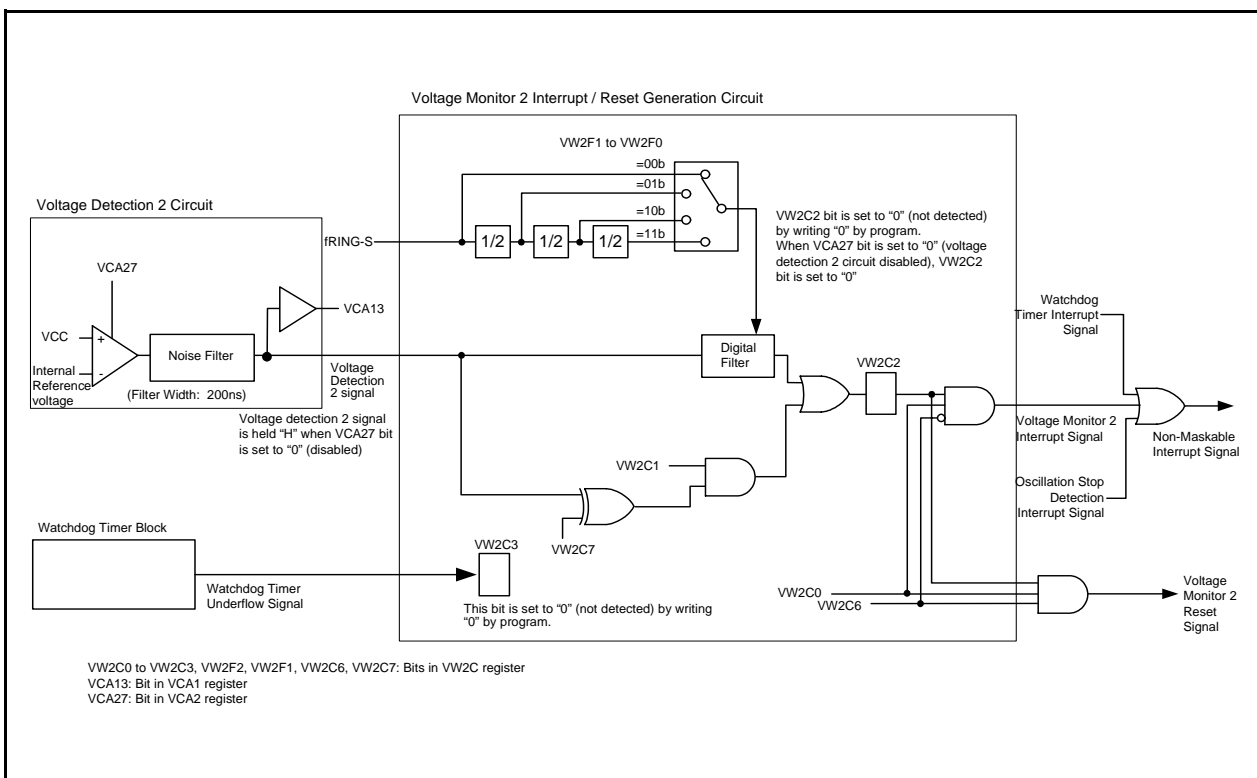 Voltage Monitor 2 Interrupt / Reset Generation Circuit
VW2F1 to VW2F0
=00b
=01b
=10b
=11b
Voltage Detection 2 Circuit
fRING-S
1/2
1/2
1/2
VW2C2 bit is set to “0” (not detected)
by writing “0” by program.
When VCA27 bit is set to “0” (voltage
detection 2 circuit disabled), VW2C2
bit is set to “0”
VCA27
VCA13
VCC
+
-
Internal
Reference
voltage
Noise Filter
(Filter Width: 200ns)
Voltage
Detection
2 signal
Voltage detection 2 signal
is held “H” when VCA27 bit
is set to “0” (disabled)
Digital
Filter
VW2C2
Watchdog
Timer Interrupt
Signal
Voltage Monitor 2
Interrupt Signal
Non-Maskable
Interrupt Signal
Oscillation Stop
Detection
Interrupt Signal
VW2C1
VW2C7
Watchdog Timer Block
VW2C3
Watchdog Timer
Underflow Signal
This bit is set to “0” (not detected) by writing
“0” by program.
VW2C0
VW2C6
Voltage
Monitor 2
Reset
Signal
VW2C0 to VW2C3, VW2F2, VW2F1, VW2C6, VW2C7: Bits in VW2C register
VCA13: Bit in VCA1 register
VCA27: Bit in VCA2 register